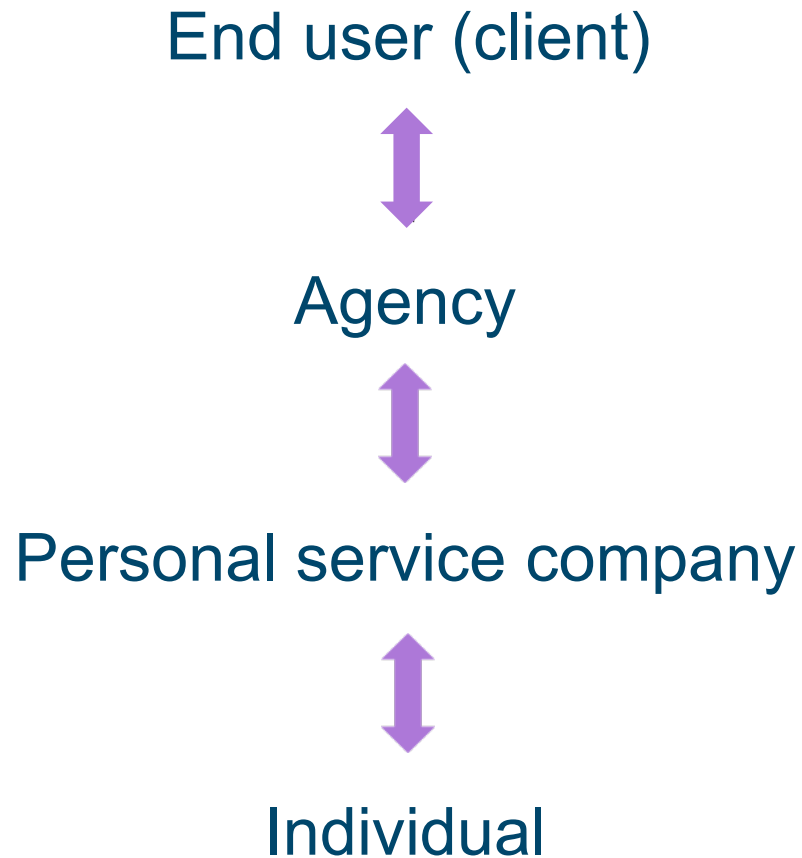 End user (client)
Agency
Personal service company
Individual